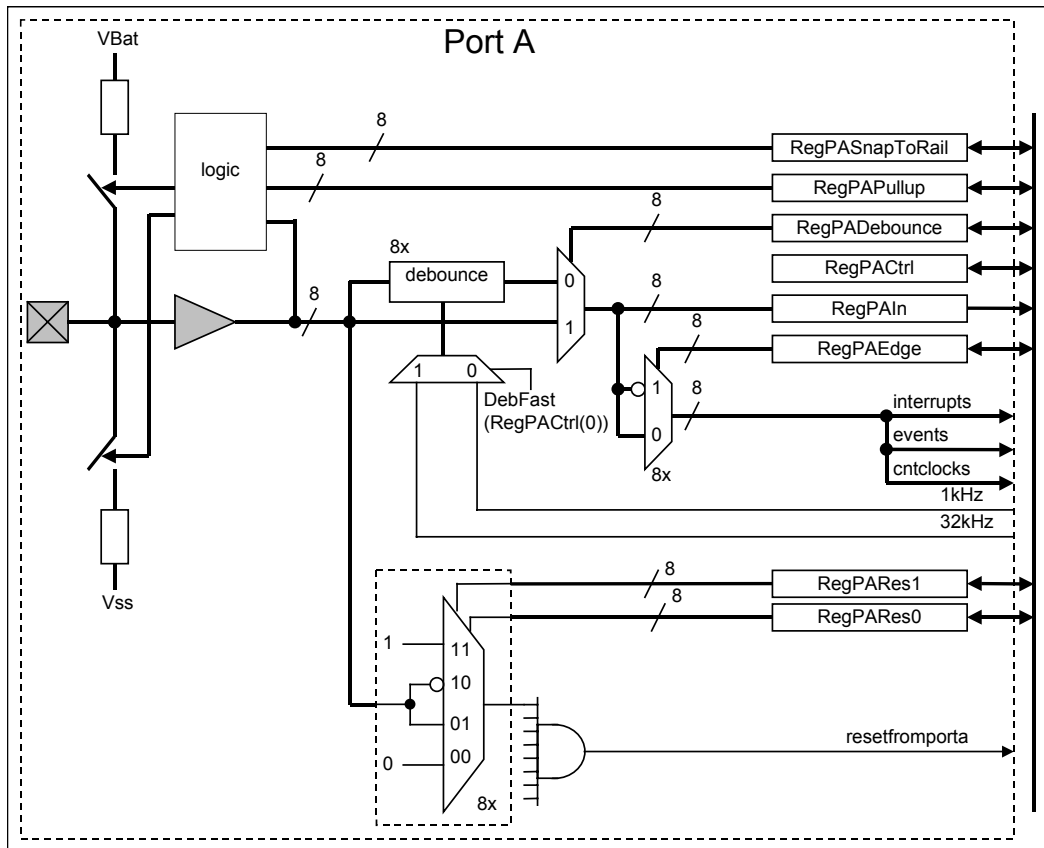 Port A
VBat
8
RegPASnapToRail
logic
8
RegPAPullup
8
RegPADebounce
8x
debounce
0
RegPACtrl
8
8
RegPAIn
1
8
RegPAEdge
1 0
DebFast
(RegPACtrl(0))
1
8
interrupts
0
events
8x
cntclocks
1kHz
32kHz
Vss
8
RegPARes1
8
RegPARes0
1
11
10
01
00
0
resetfromporta
8x